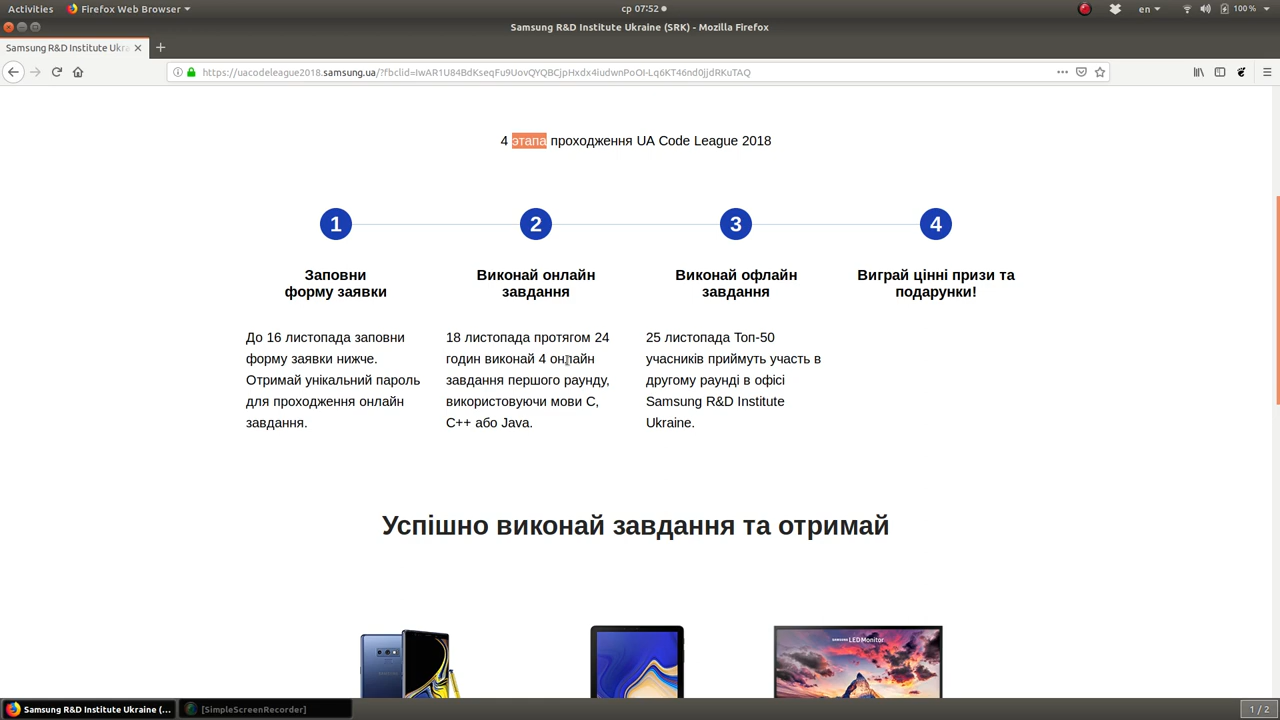 Activities Firefox Web Browser ср 07:52 en 100 %
Samsung R&D Institute Ukraine (SRK) - Mozilla Firefox
Samsung R&D Institute Ukra
https://uacodeleague2018.samsung.ua/?fbclid=IwAR1U84BdKseqFu9UovQYQBCjpHxdx4iudwnPoOI-Lq6KT46nd0jjdRKuTAQ
4 этапа проходження UA Code League 2018
1 2 3 4
Заповни
форму заявки
Виконай онлайн
завдання
Виконай офлайн
завдання
Виграй цінні призи та
подарунки!
До 16 листопада заповни
форму заявки нижче.
Отримай унікальний пароль
для проходження онлайн
завдання.
18 листопада протягом 24
годин виконай 4 онлайн
завдання першого раунду,
використовуючи мови C,
C++ або Java.
25 листопада Топ-50
учасників приймуть участь в
другому раунді в офісі
Samsung R&D Institute
Ukraine.
Успішно виконай завдання та отримай
SAMSUNG LED Monitor
Samsung R&D Institute Ukraine (... [SimpleScreenRecorder] 1 / 2